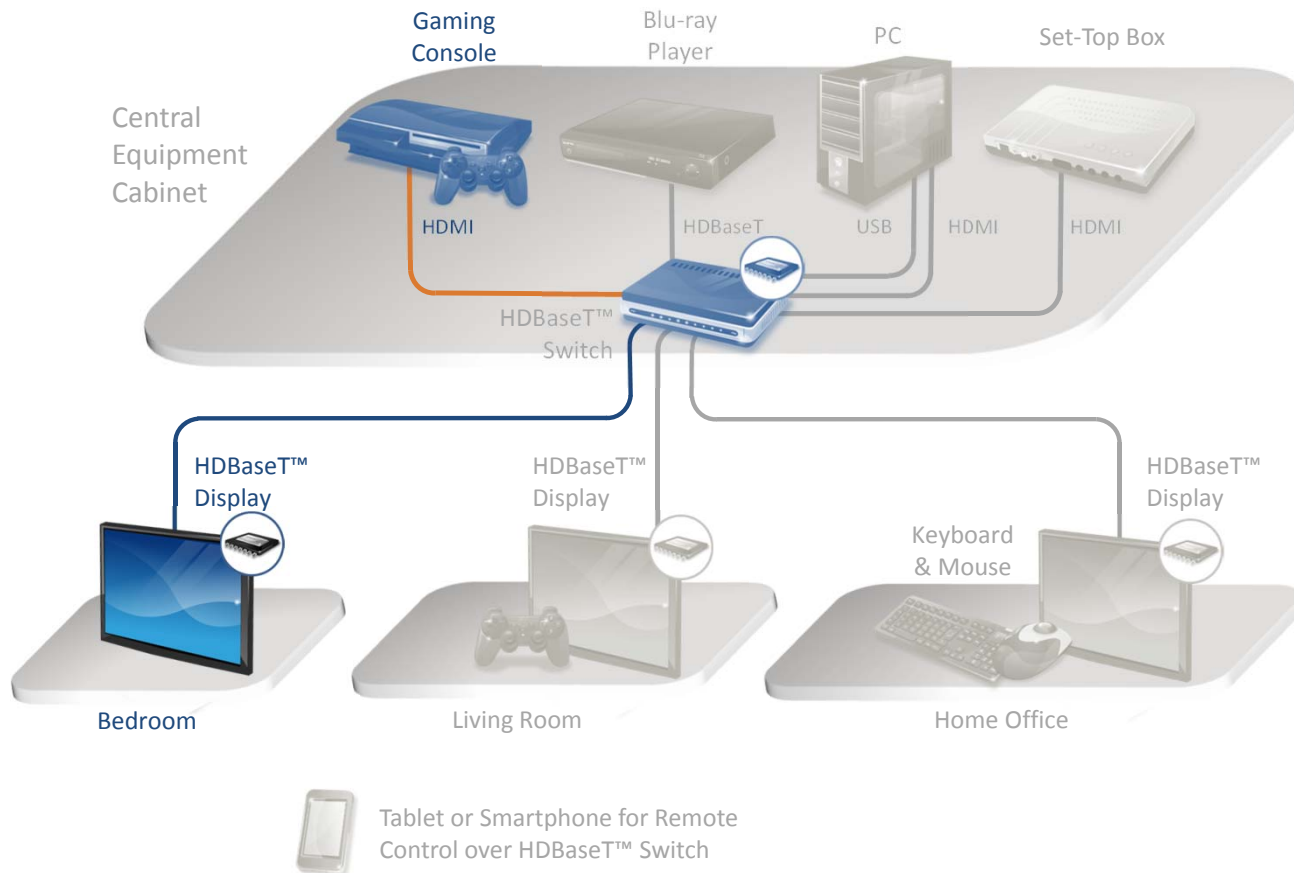 Gaming
Console
Blu-ray
Player
PC
Set-Top Box
Central
Equipment
Cabinet
HDMI
HDBaseT
USB
HDMI
HDMI
HDBaseT™
Switch
HDBaseT™
Display
HDBaseT™
Display
HDBaseT™
Display
Keyboard
& Mouse
Bedroom
Living Room
Home Office
Tablet or Smartphone for Remote
Control over HDBaseT™ Switch